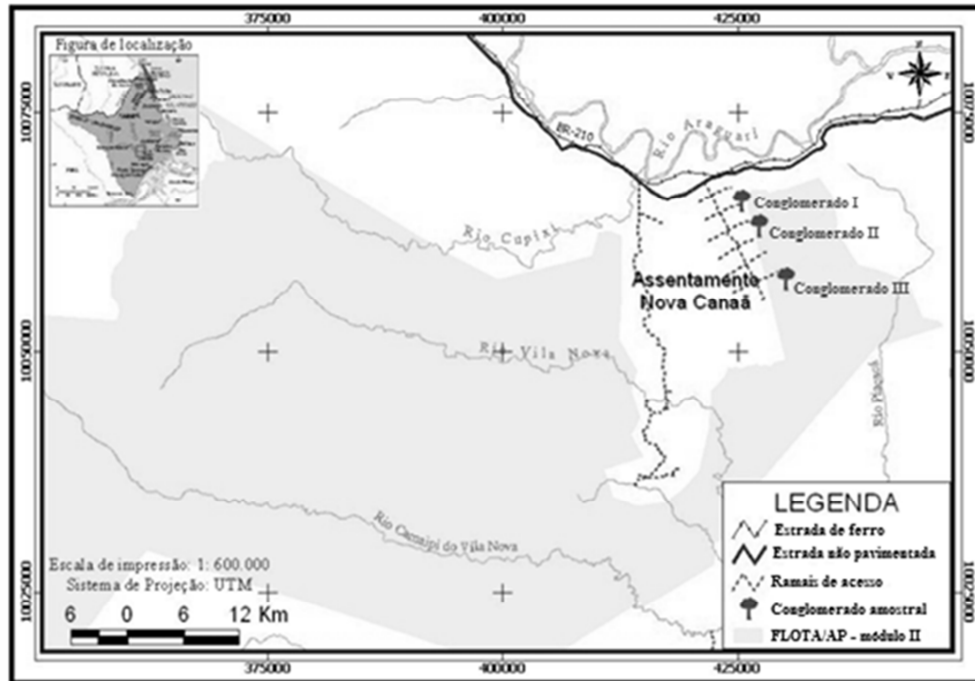 375000
400000
425000
Figura de localização
10075000
10075000
BR-210
Rio Araguari
Conglomerado I
Rio Cupixi
Conglomerado II
Assentamento
Nova Canaã
Conglomerado III
10050000
10050000
Rio Vila Nova
Rio Piaçacá
LEGENDA
Estrada de ferro
Estrada não pavimentada
Ramais de acesso
Conglomerado amostral
FLOTA/AP - módulo II
Rio Camaipi do Vila Nova
Escala de impressão: 1: 600.000
Sistema de Projeção: UTM
6 0 6 12 Km
10025000
10025000
375000
400000
425000